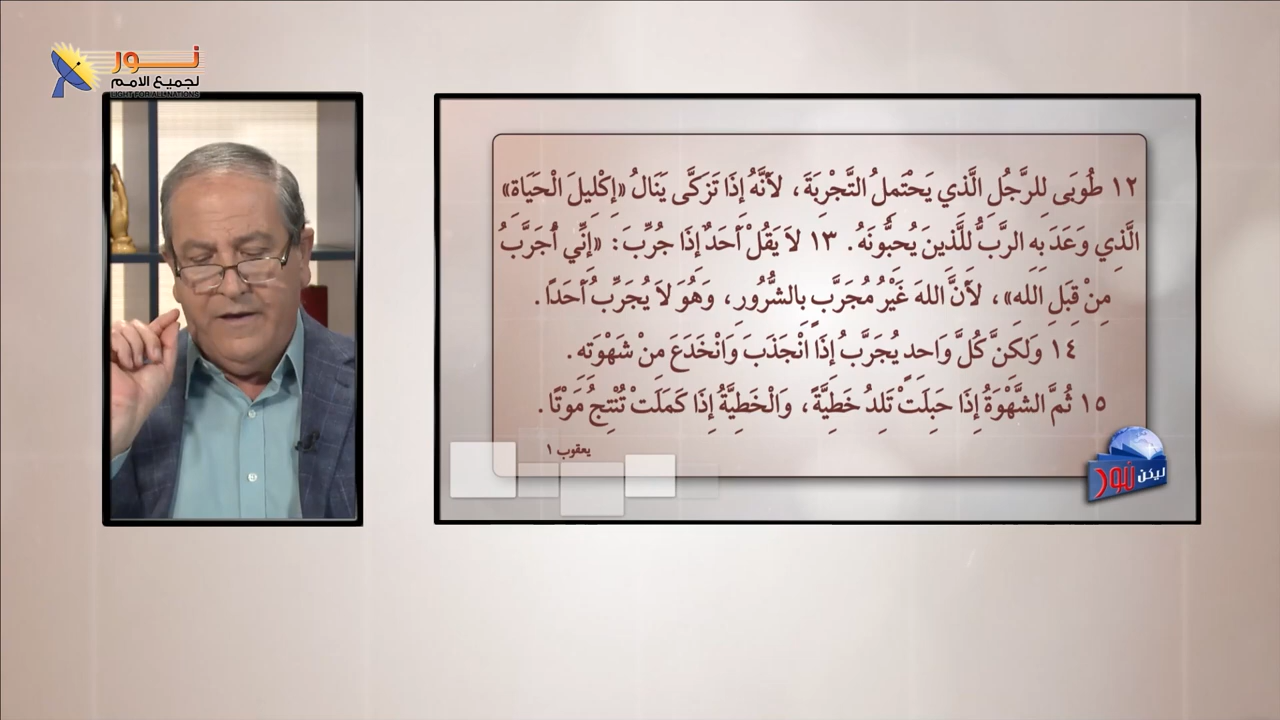 نور
لجميع الامم
LIGHT FOR ALL NATIONS
١٢ طُوبَى لِلرَّجُلِ الَّذِي يَحْتَمِلُ التَّجْرِبَةَ، لأَنَّهُ إِذَا تَزَكَّى يَنَالُ «إِكْلِيلَ الْحَيَاةِ»
الَّذِي وَعَدَ بِهِ الرَّبُّ لِلَّذِينَ يُحِبُّونَهُ. ١٣ لاَ يَقُلْ أَحَدٌ إِذَا جُرِّبَ: «إِنِّي أُجَرَّبُ
مِنْ قِبَلِ اللهِ»، لأَنَّ اللهَ غَيْرُ مُجَرَّبٍ بِالشُّرُورِ، وَهُوَ لاَ يُجَرِّبُ أَحَدًا.
١٤ وَلكِنَّ كُلَّ وَاحِدٍ يُجَرَّبُ إِذَا انْجَذَبَ وَانْخَدَعَ مِنْ شَهْوَتِهِ.
١٥ ثُمَّ الشَّهْوَةُ إِذَا حَبِلَتْ تَلِدُ خَطِيَّةً، وَالْخَطِيَّةُ إِذَا كَمَلَتْ تُنْتِجُ مَوْتًا.
يعقوب ١
ليكن نور